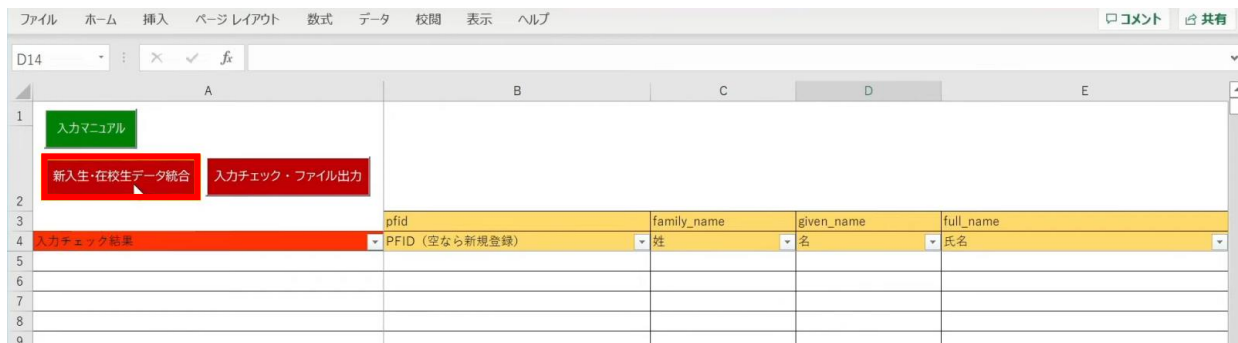 ファイル ホーム 挿入 ページ レイアウト 数式 データ 校閲 表示 ヘルプ コメント 共有
D14 fx
A B C D E
1
入力マニュアル
新入生・在校生データ統合 入力チェック・ファイル出力
2
3 pfid family_name given_name full_name
4 入力チェック結果 PFID（空なら新規登録） 姓 名 氏名
5
6
7
8
9